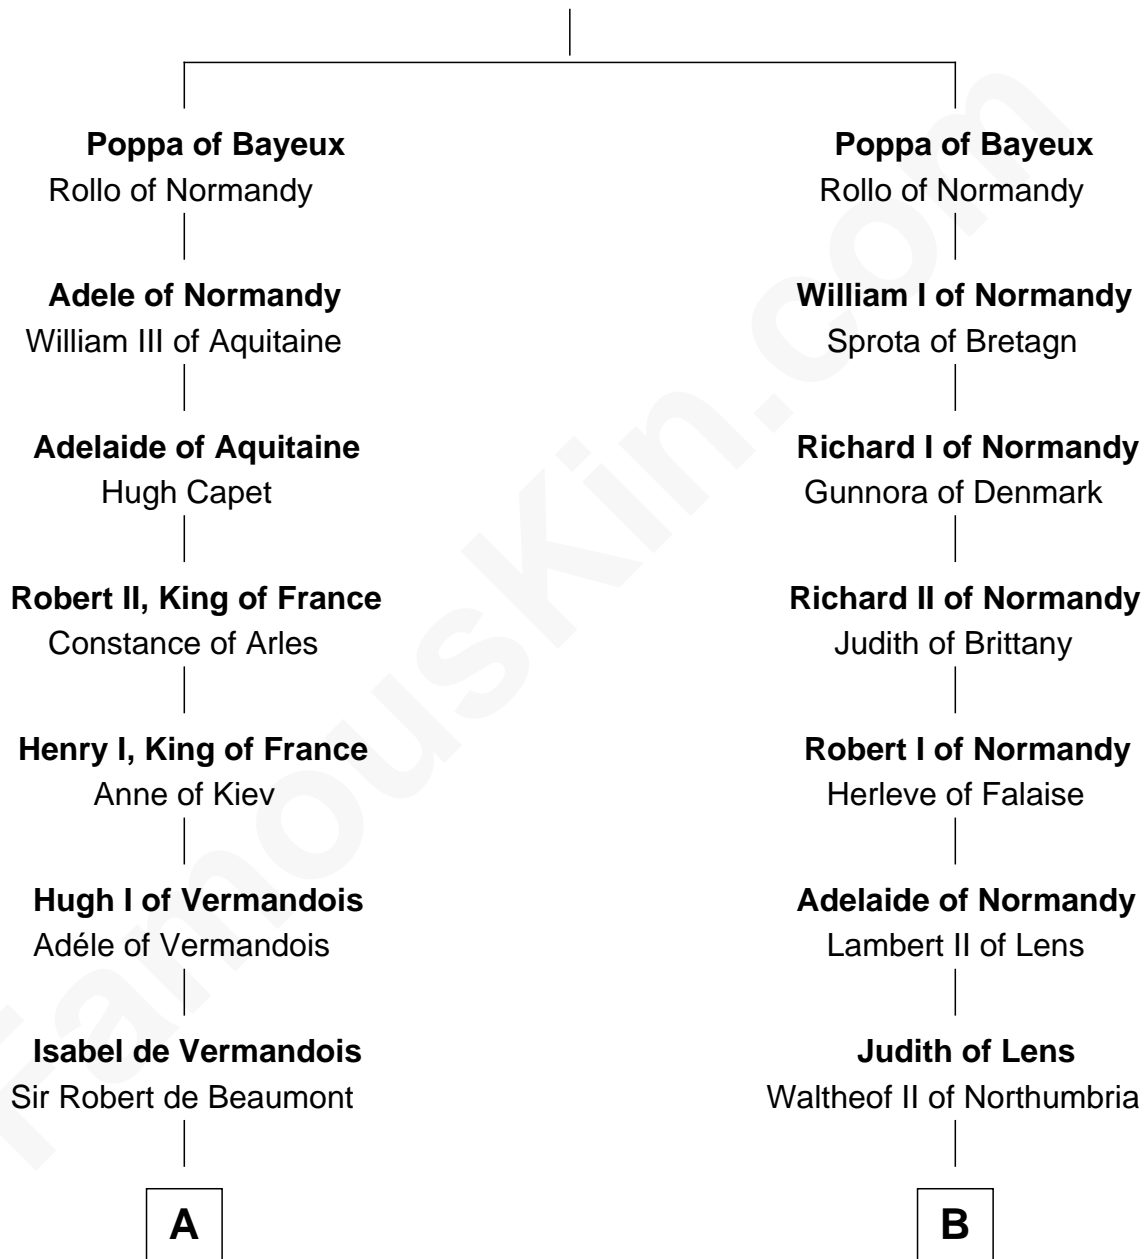 Poppa of Bayeux
Rollo of Normandy
Adele of Normandy
William III of Aquitaine
Adelaide of Aquitaine
Hugh Capet
Robert II, King of France
Constance of Arles
Henry I, King of France
Anne of Kiev
Hugh I of Vermandois
Adéle of Vermandois
Isabel de Vermandois
Sir Robert de Beaumont
A
Poppa of Bayeux
Rollo of Normandy
William I of Normandy
Sprota of Bretagn
Richard I of Normandy
Gunnora of Denmark
Richard II of Normandy
Judith of Brittany
Robert I of Normandy
Herleve of Falaise
Adelaide of Normandy
Lambert II of Lens
Judith of Lens
Waltheof II of Northumbria
B
FamousKin.com